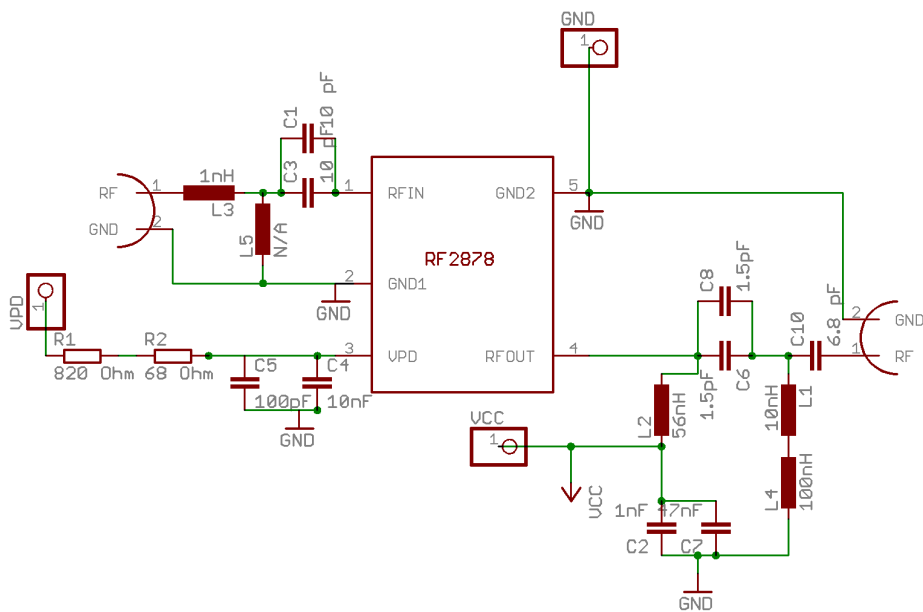 GND
1
C1
10 pF
C3
10 pF
1nH
L3
RF
1
GND
2
L5
N/A
1
RFIN
GND2
5
GND
RF2878
2
GND1
GND
VPD
1
R1
820 Ohm
R2
68 Ohm
C5
100pF
C4
10nF
GND
3
VPD
RFOUT
4
C8
1.5pF
C6
1.5pF
C10
6.8 pF
2
GND
1
RF
L2
56nH
L1
10nH
L4
100nH
VCC
1
VCC
1nF
47nF
C2
C7
GND